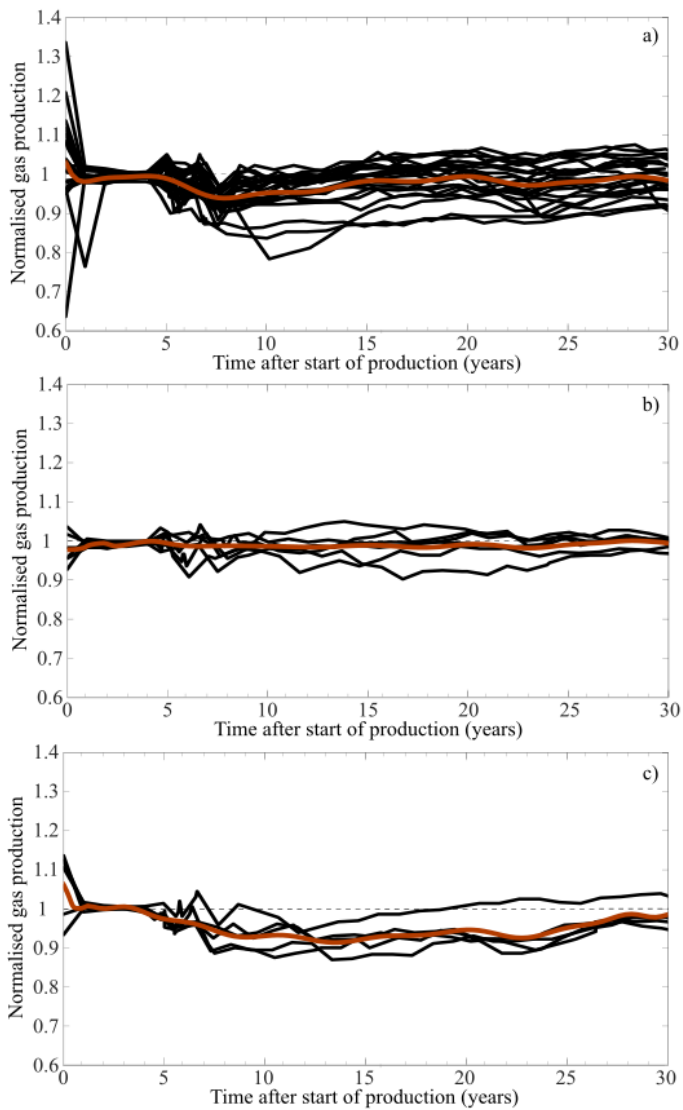 1.4
a)
1.3
1.2
1.1
1
0.9
0.8
0.7
0.6
Normalised gas production
0 5 10 15 20 25 30
Time after start of production (years)
1.4
b)
1.3
1.2
1.1
1
0.9
0.8
0.7
0.6
Normalised gas production
0 5 10 15 20 25 30
Time after start of production (years)
1.4
c)
1.3
1.2
1.1
1
0.9
0.8
0.7
0.6
Normalised gas production
0 5 10 15 20 25 30
Time after start of production (years)